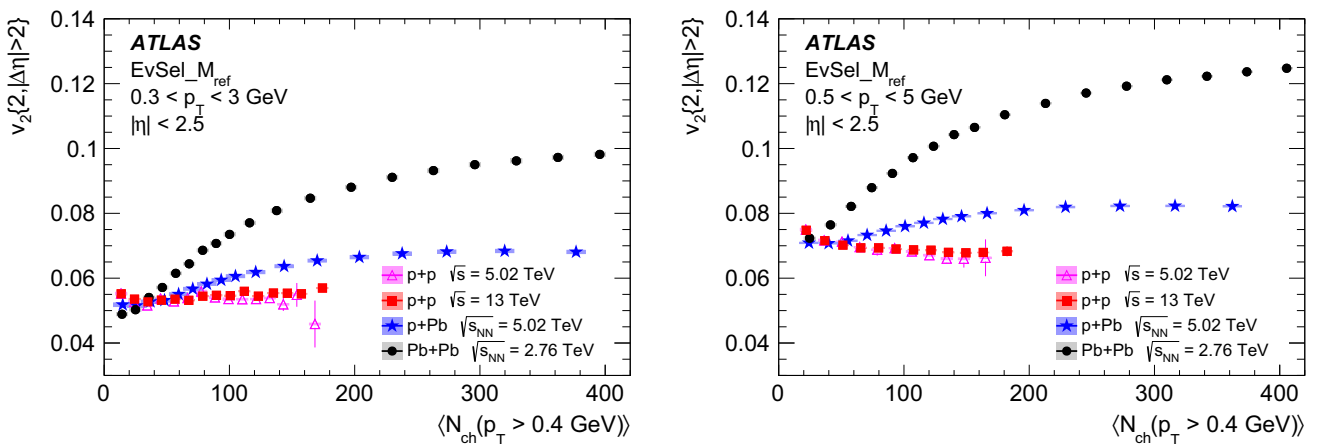 v₂{2,|Δη|>2}
0.14
0.12
0.1
0.08
0.06
0.04
ATLAS
EvSel_M_ref
0.3 < p_T < 3 GeV
|η| < 2.5
p+p √s = 5.02 TeV
p+p √s = 13 TeV
p+Pb √s_NN = 5.02 TeV
Pb+Pb √s_NN = 2.76 TeV
0 100 200 300 400
⟨N_ch(p_T > 0.4 GeV)⟩
v₂{2,|Δη|>2}
0.14
0.12
0.1
0.08
0.06
0.04
ATLAS
EvSel_M_ref
0.5 < p_T < 5 GeV
|η| < 2.5
p+p √s = 5.02 TeV
p+p √s = 13 TeV
p+Pb √s_NN = 5.02 TeV
Pb+Pb √s_NN = 2.76 TeV
0 100 200 300 400
⟨N_ch(p_T > 0.4 GeV)⟩